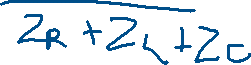 Z_R + Z_L + Z_C